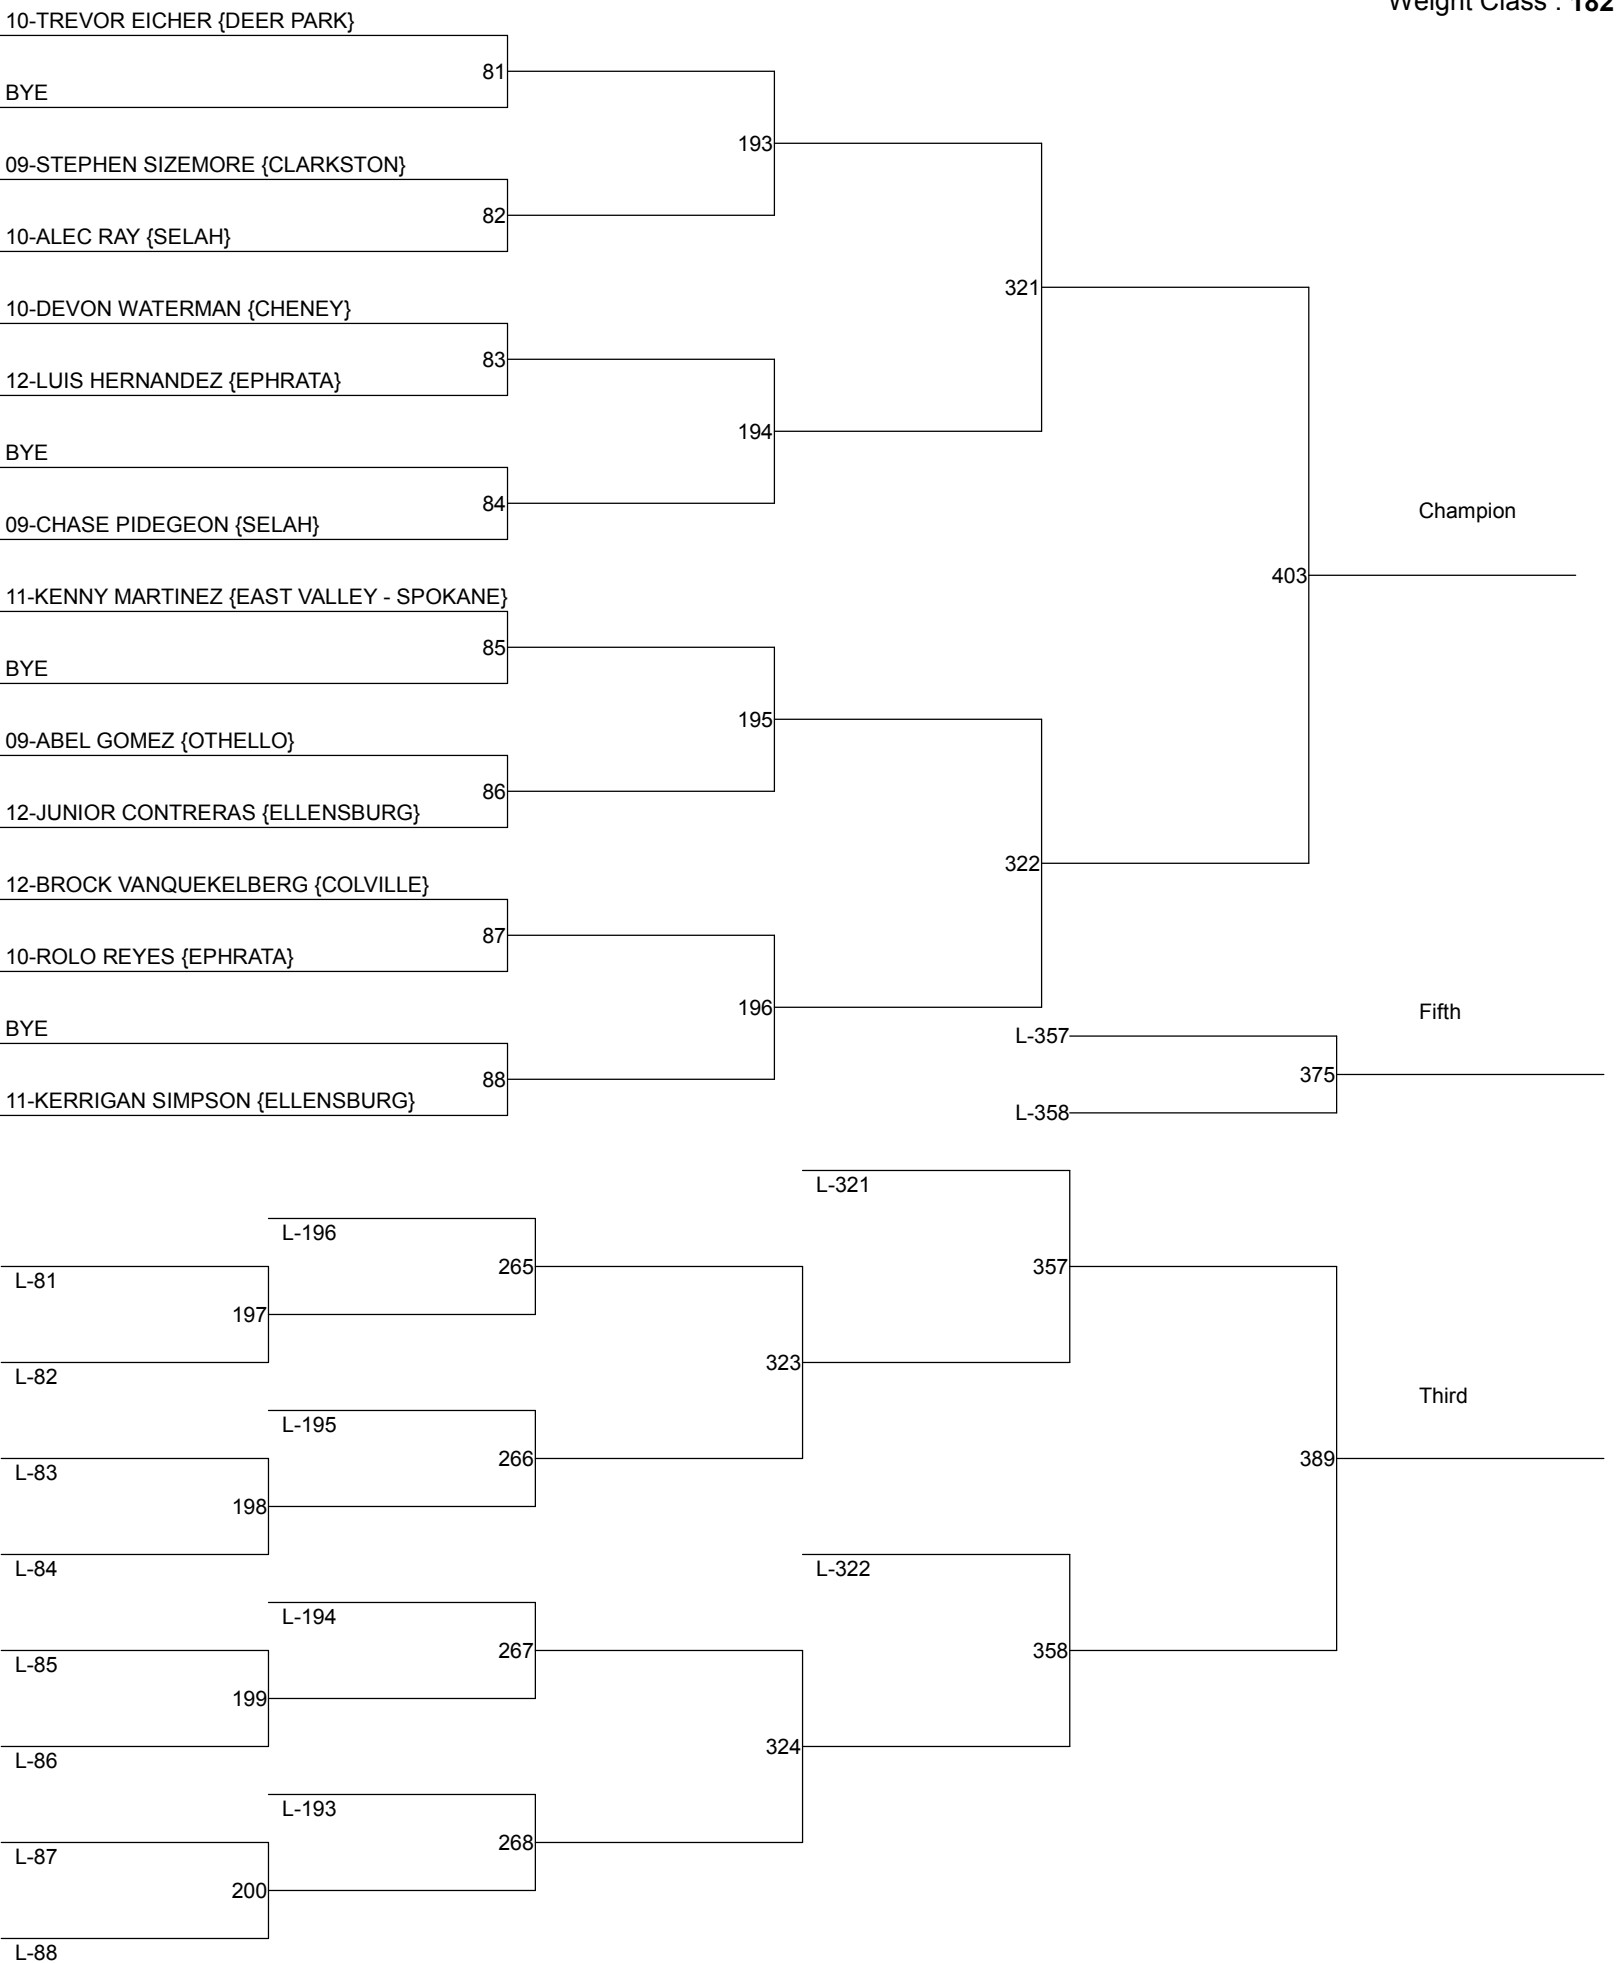 Weight Class : 182
10-TREVOR EICHER {DEER PARK}
81
BYE
193
09-STEPHEN SIZEMORE {CLARKSTON}
82
10-ALEC RAY {SELAH}
321
10-DEVON WATERMAN {CHENEY}
83
12-LUIS HERNANDEZ {EPHRATA}
194
BYE
84
09-CHASE PIDEGEON {SELAH}
Champion
403
11-KENNY MARTINEZ {EAST VALLEY - SPOKANE}
85
BYE
195
09-ABEL GOMEZ {OTHELLO}
86
12-JUNIOR CONTRERAS {ELLENSBURG}
322
12-BROCK VANQUEKELBERG {COLVILLE}
87
10-ROLO REYES {EPHRATA}
196
BYE
88
11-KERRIGAN SIMPSON {ELLENSBURG}
Fifth
L-357
375
L-358
L-321
L-196
265
L-81
197
L-82
357
323
L-195
266
L-83
198
L-84
Third
389
L-322
L-194
267
L-85
199
L-86
358
324
L-193
268
L-87
200
L-88